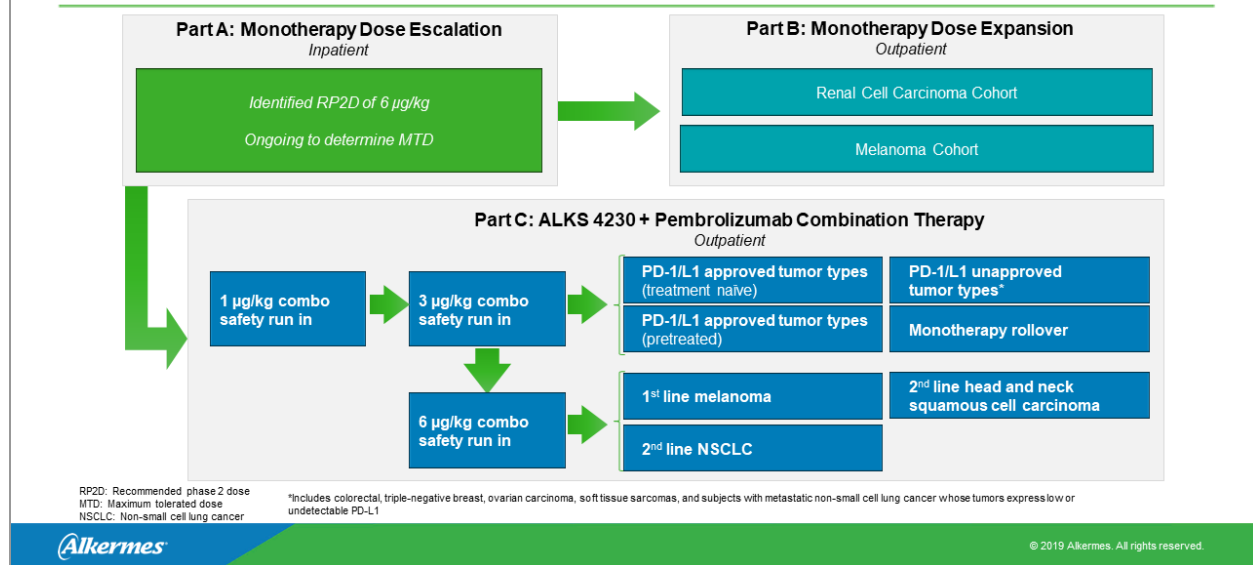 Part A: Monotherapy Dose Escalation
Inpatient
Identified RP2D of 6 µg/kg
Ongoing to determine MTD
Part B: Monotherapy Dose Expansion
Outpatient
Renal Cell Carcinoma Cohort
Melanoma Cohort
Part C: ALKS 4230 + Pembrolizumab Combination Therapy
Outpatient
1 µg/kg combo
safety run in
3 µg/kg combo
safety run in
PD-1/L1 approved tumor types
(treatment naïve)
PD-1/L1 unapproved
tumor types*
PD-1/L1 approved tumor types
(pretreated)
Monotherapy rollover
6 µg/kg combo
safety run in
1st line melanoma
2nd line head and neck
squamous cell carcinoma
2nd line NSCLC
RP2D: Recommended phase 2 dose
MTD: Maximum tolerated dose
NSCLC: Non-small cell lung cancer
*Includes colorectal, triple-negative breast, ovarian carcinoma, soft tissue sarcomas, and subjects with metastatic non-small cell lung cancer whose tumors express low or
undetectable PD-L1
Alkermes
© 2019 Alkermes. All rights reserved.